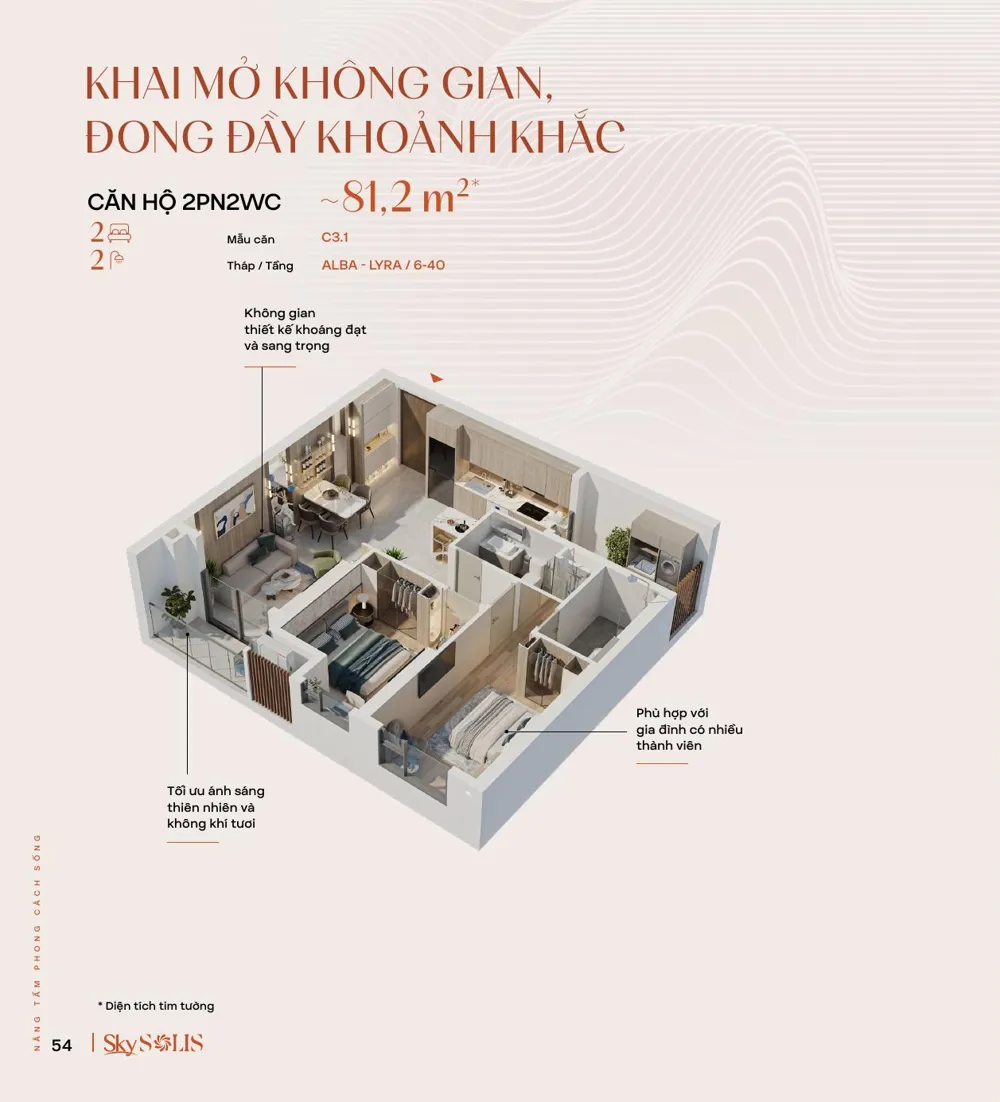 KHAI MỞ KHÔNG GIAN,
ĐONG ĐẦY KHOẢNH KHẮC
CĂN HỘ 2PN2WC ~81,2 m²*
2
2
Mẫu căn C3.1
Tháp / Tầng ALBA - LYRA / 6-40
Không gian
thiết kế khoáng đạt
và sang trọng
Phù hợp với
gia đình có nhiều
thành viên
Tối ưu ánh sáng
thiên nhiên và
không khí tươi
NÂNG TẦM PHONG CÁCH SỐNG
* Diện tích tim tường
54 | Sky SOLIS